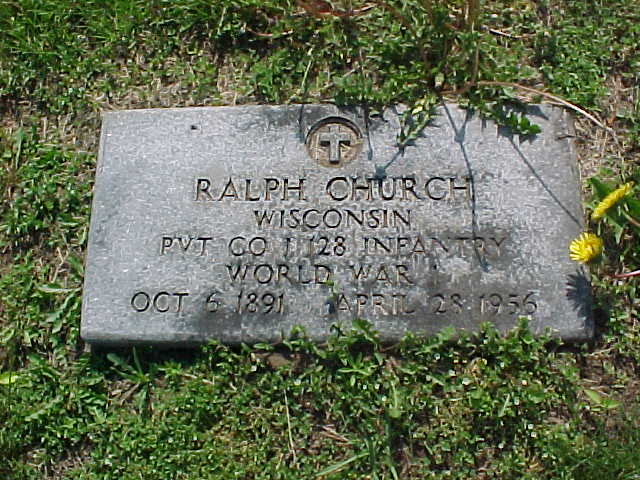 RALPH CHURCH
WISCONSIN
PVT CO I 128 INFANTRY
WORLD WAR I
OCT 6 1891 APRIL 28 1956